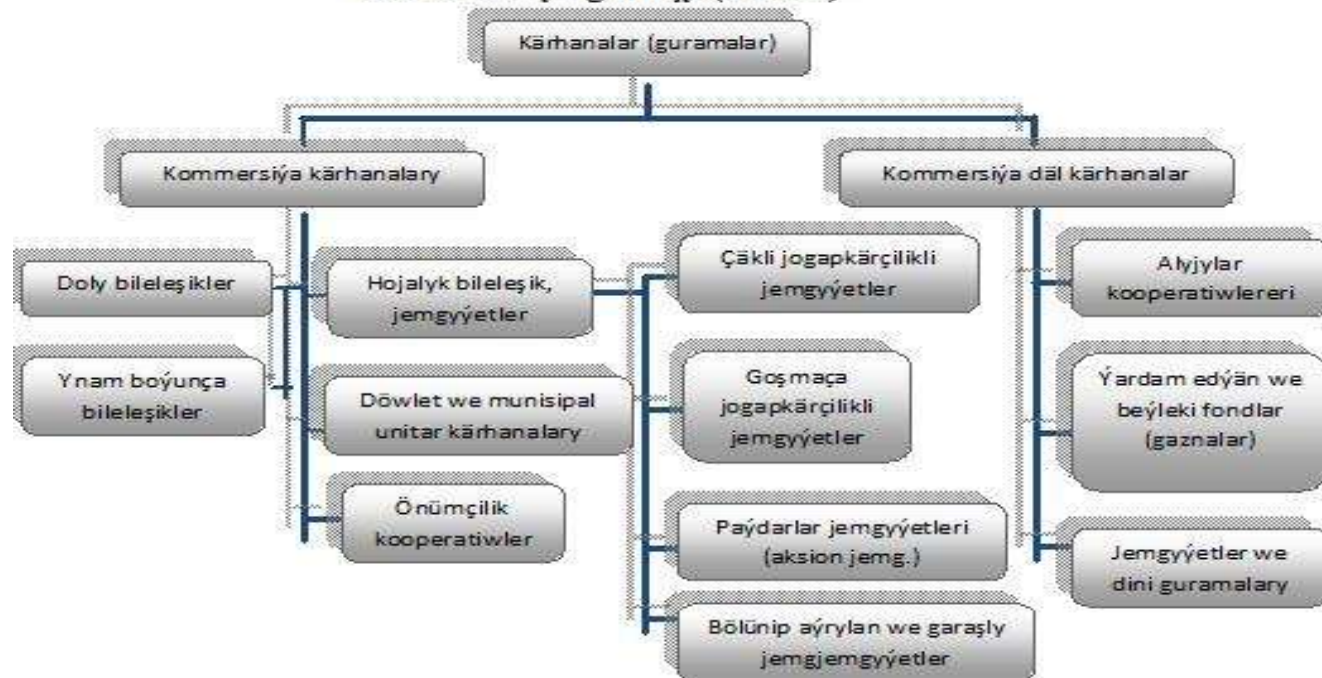 Kärhanalar (guramalar)
Kommersiýa kärhanalary
Kommersiýa däl kärhanalar
Doly bileleşikler
Ynam boýunça
bileleşikler
Hojalyk bileleşik,
jemgyýetler
Döwlet we munisipal
unitar kärhanalary
Önümçilik
kooperatiwler
Çäkli jogapkärçilikli
jemgyýetler
Goşmaça
jogapkärçilikli
jemgyýetler
Paýdarlar jemgyýetleri
(aksion jemg.)
Bölünip aýrylan we garaşly
jemgjemgyýetler
Alyjylar
kooperatiwlereri
Ýardam edýän we
beýleki fondlar
(gaznalar)
Jemgyýetler we
dini guramalary